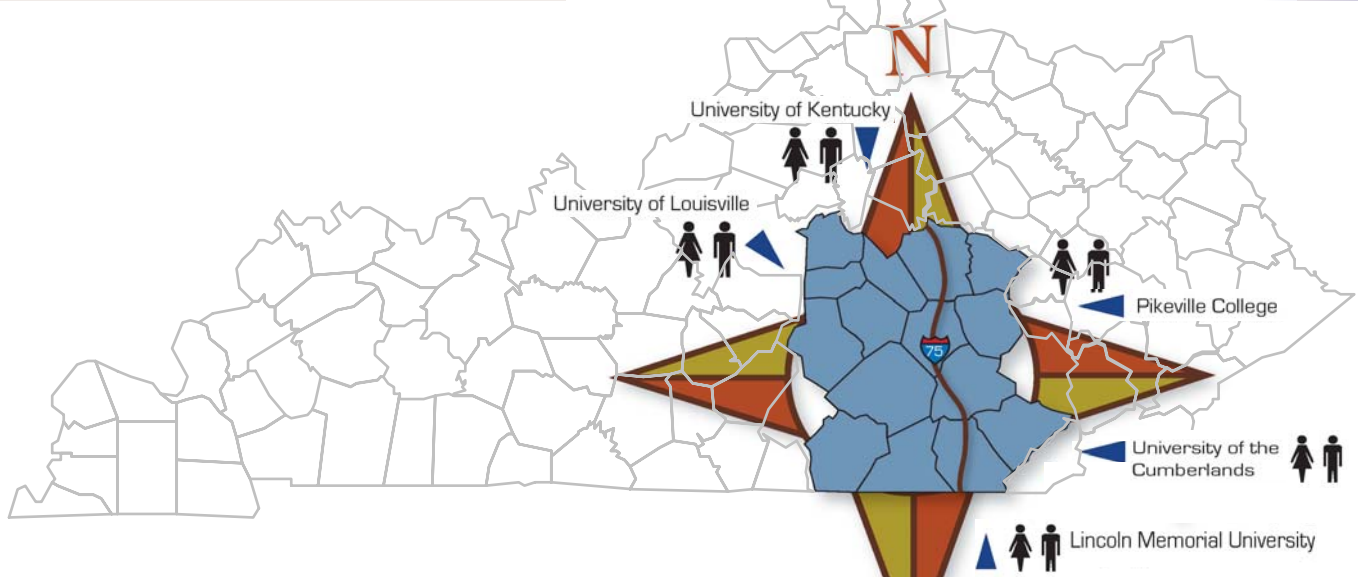 N
University of Kentucky
University of Louisville
Pikeville College
75
University of the
Cumberlands
Lincoln Memorial University